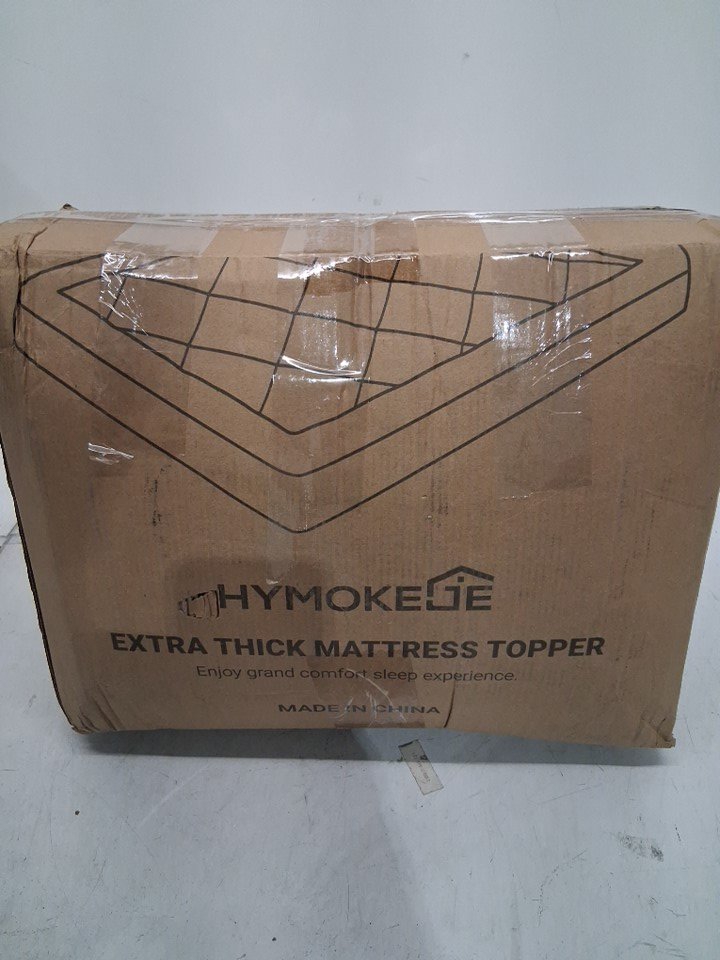 HYMOKEGE
EXTRA THICK MATTRESS TOPPER
Enjoy grand comfort sleep experience.
MADE IN CHINA